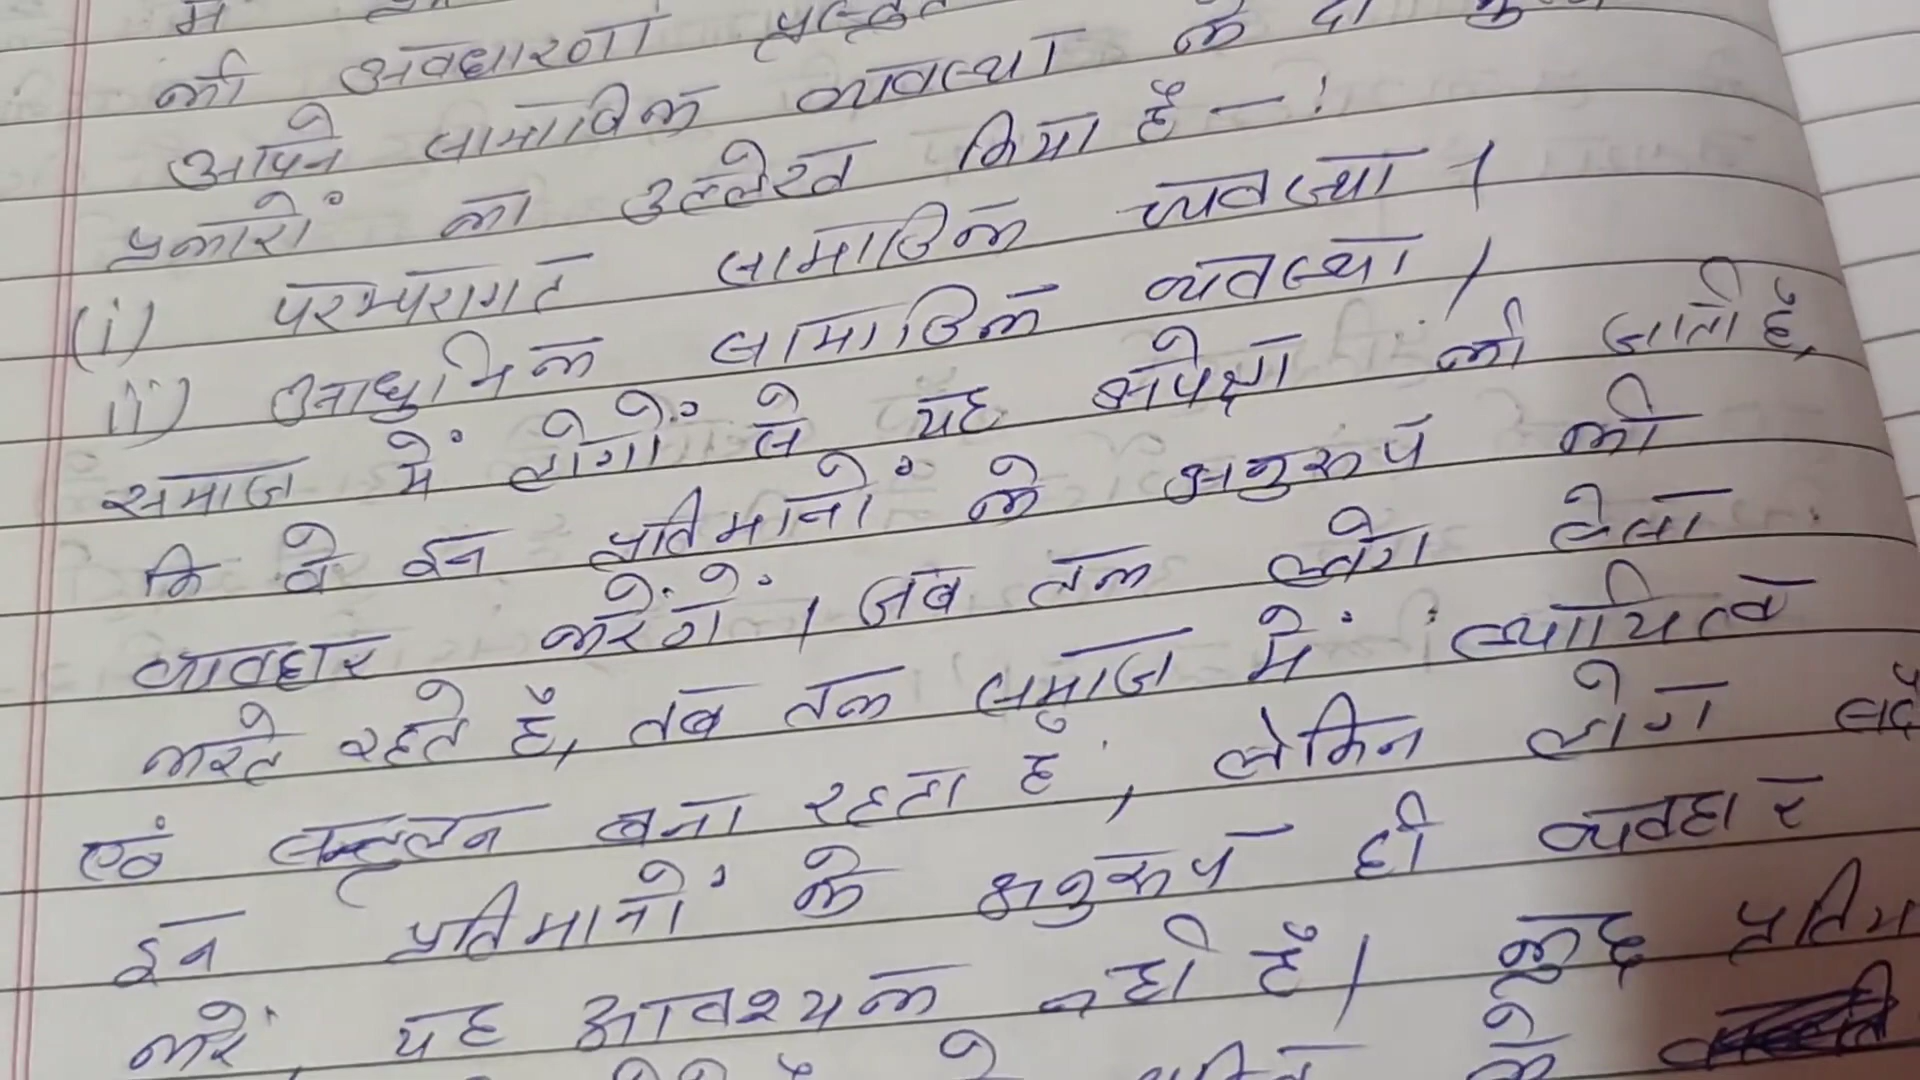 में
की अवधारणा प्रस्तुत
आपने सामाजिक व्यवस्था के दो
प्रकारों का उल्लेख किया है —!
(i) परम्परागत सामाजिक व्यवस्था।
ii) आधुनिक सामाजिक व्यवस्था।
समाज में लोगों से यह अपेक्षा की जाती है,
कि वे इन प्रतिमानों के अनुरूप की
व्यवहार करेंगे। जब तक लोग ऐसा
करते रहते है, तब तक समाज में स्थायित्व
एवं सन्तुलन बना रहता है, लेकिन लोग सदै
इन प्रतिमानों के अनुरूप ही व्यवहार
करें, यह आवश्यक नहीं है। कुछ प्रतिम
के